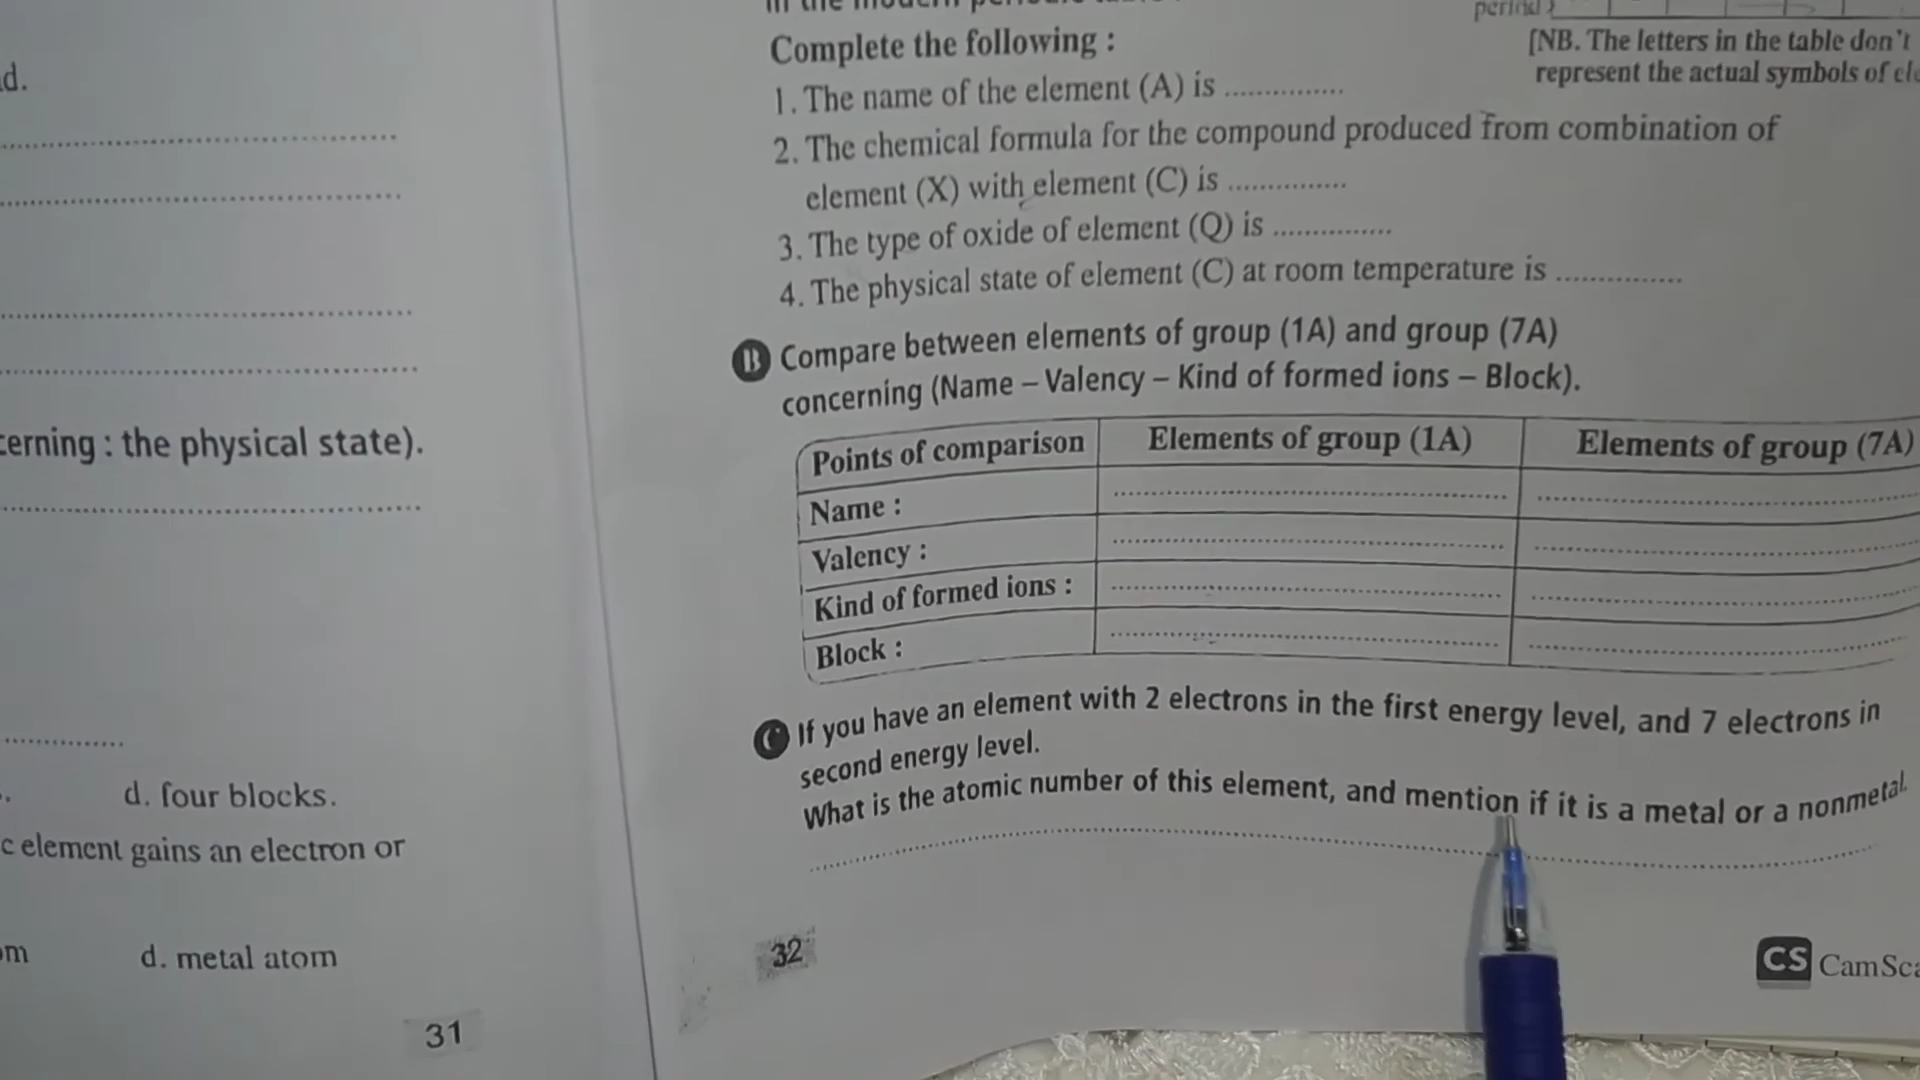 d.
cerning : the physical state).
d. four blocks.
c element gains an electron or
d. metal atom
31
in the modern periodic table
period
Complete the following :
[NB. The letters in the table don't
represent the actual symbols of ele
1. The name of the element (A) is ...............
2. The chemical formula for the compound produced from combination of
element (X) with element (C) is ...............
3. The type of oxide of element (Q) is ...............
4. The physical state of element (C) at room temperature is ...............
B Compare between elements of group (1A) and group (7A)
concerning (Name – Valency – Kind of formed ions – Block).
Points of comparison Elements of group (1A) Elements of group (7A)
Name :
Valency :
Kind of formed ions :
Block :
C If you have an element with 2 electrons in the first energy level, and 7 electrons in
second energy level.
What is the atomic number of this element, and mention if it is a metal or a nonmetal.
32
CS CamSca